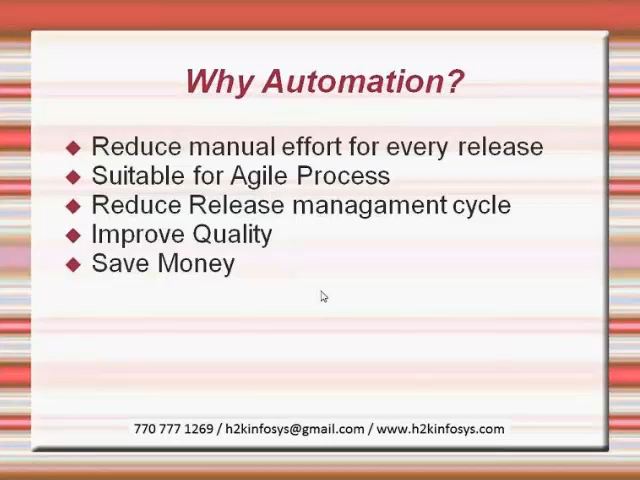 Why Automation?
Reduce manual effort for every release
Suitable for Agile Process
Reduce Release managament cycle
Improve Quality
Save Money
770 777 1269 / h2kinfosys@gmail.com / www.h2kinfosys.com